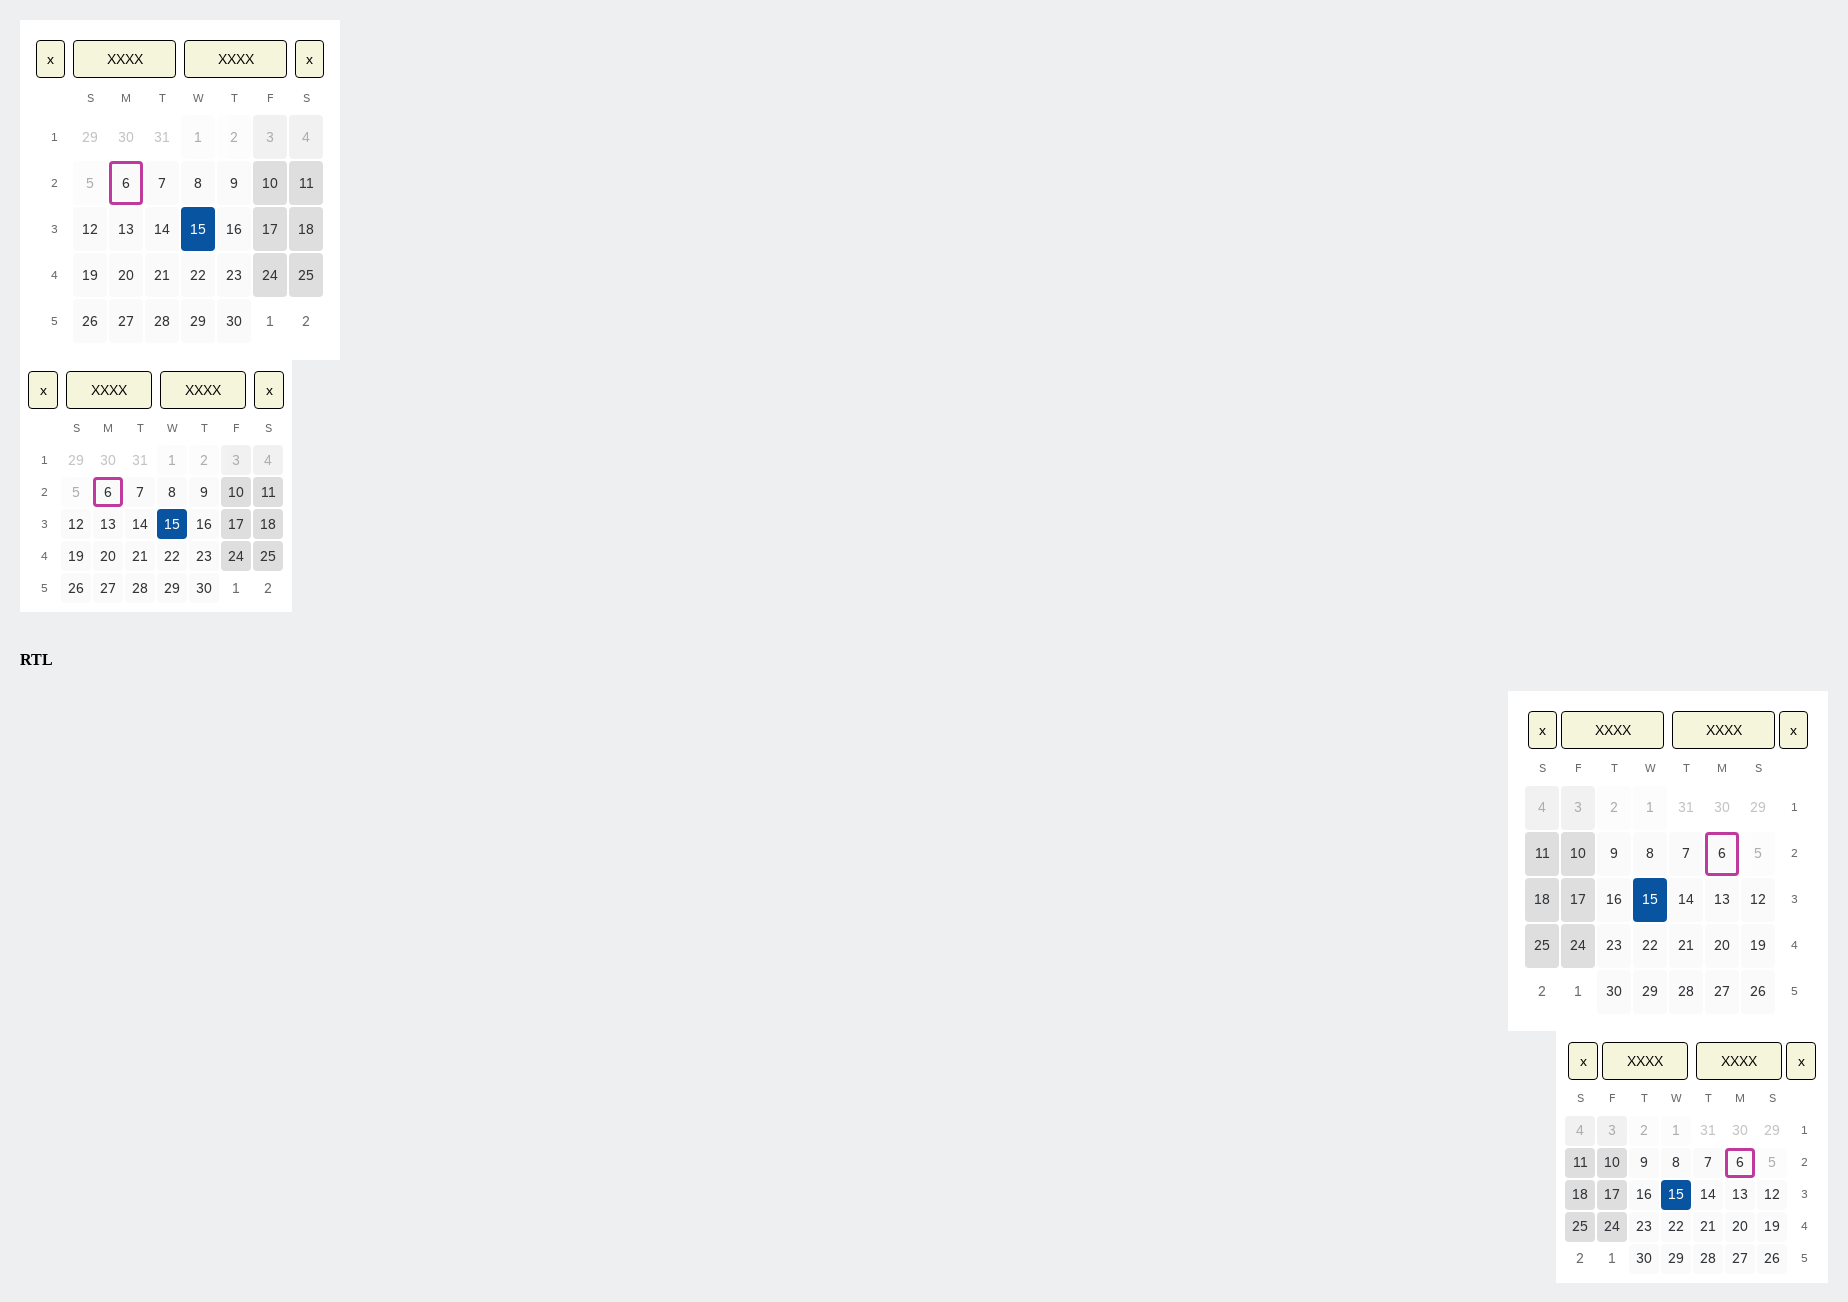 x XXXX XXXX x
S M T W T F S
1 29 30 31 1 2 3 4
2 5 6 7 8 9 10 11
3 12 13 14 15 16 17 18
4 19 20 21 22 23 24 25
5 26 27 28 29 30 1 2
x XXXX XXXX x
S M T W T F S
1 29 30 31 1 2 3 4
2 5 6 7 8 9 10 11
3 12 13 14 15 16 17 18
4 19 20 21 22 23 24 25
5 26 27 28 29 30 1 2
RTL
x XXXX XXXX x
S F T W T M S
4 3 2 1 31 30 29 1
11 10 9 8 7 6 5 2
18 17 16 15 14 13 12 3
25 24 23 22 21 20 19 4
2 1 30 29 28 27 26 5
x XXXX XXXX x
S F T W T M S
4 3 2 1 31 30 29 1
11 10 9 8 7 6 5 2
18 17 16 15 14 13 12 3
25 24 23 22 21 20 19 4
2 1 30 29 28 27 26 5